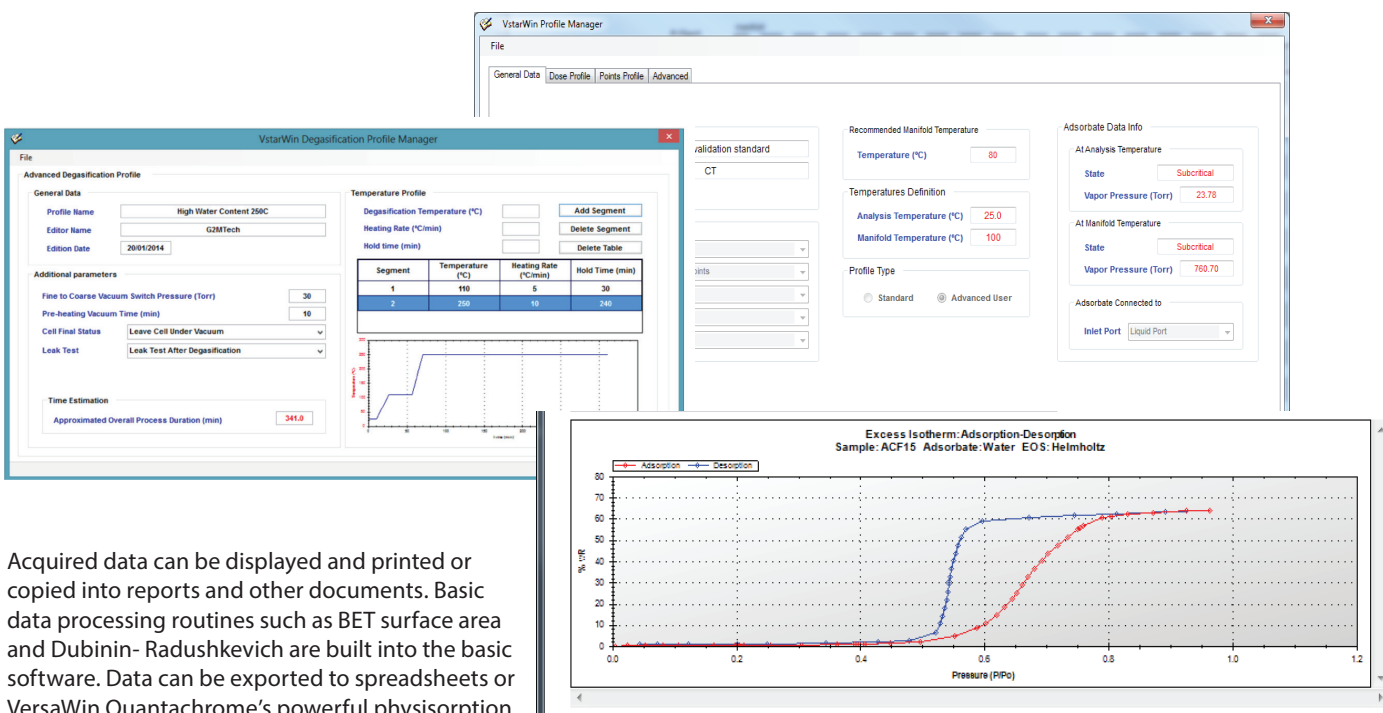 VstarWin Profile Manager
File
General Data Dose Profile Points Profile Advanced
validation standard
CT
Recommended Manifold Temperature
Temperature (ºC) 80
Temperatures Definition
Analysis Temperature (ºC) 25.0
Manifold Temperature (ºC) 100
Profile Type
Standard Advanced User
Adsorbate Data Info
At Analysis Temperature
State Subcritical
Vapor Pressure (Torr) 23.78
At Manifold Temperature
State Subcritical
Vapor Pressure (Torr) 760.70
Adsorbate Connected to
Inlet Port Liquid Port
VstarWin Degasification Profile Manager
File
Advanced Degasification Profile
General Data
Profile Name High Water Content 250C
Editor Name G2MTech
Edition Date 20/01/2014
Additional parameters
Fine to Coarse Vacuum Switch Pressure (Torr) 30
Pre-heating Vacuum Time (min) 10
Cell Final Status Leave Cell Under Vacuum
Leak Test Leak Test After Degasification
Time Estimation
Approximated Overall Process Duration (min) 341.0
Temperature Profile
Degasification Temperature (ºC) Add Segment
Heating Rate (ºC/min) Delete Segment
Hold time (min) Delete Table
Segment Temperature (ºC) Heating Rate (ºC/min) Hold Time (min)
1 110 5 30
2 250 10 240
Excess Isotherm: Adsorption-Desorption
Sample: ACF15 Adsorbate: Water EOS: Helmholtz
Adsorption Desorption
80
70
60
50
40
30
20
10
0
0.0 0.2 0.4 0.6 0.8 1.0 1.2
Pressure (P/Po)
Acquired data can be displayed and printed or
copied into reports and other documents. Basic
data processing routines such as BET surface area
and Dubinin- Radushkevich are built into the basic
software. Data can be exported to spreadsheets or
VersaWin Quantachrome's powerful physisorption